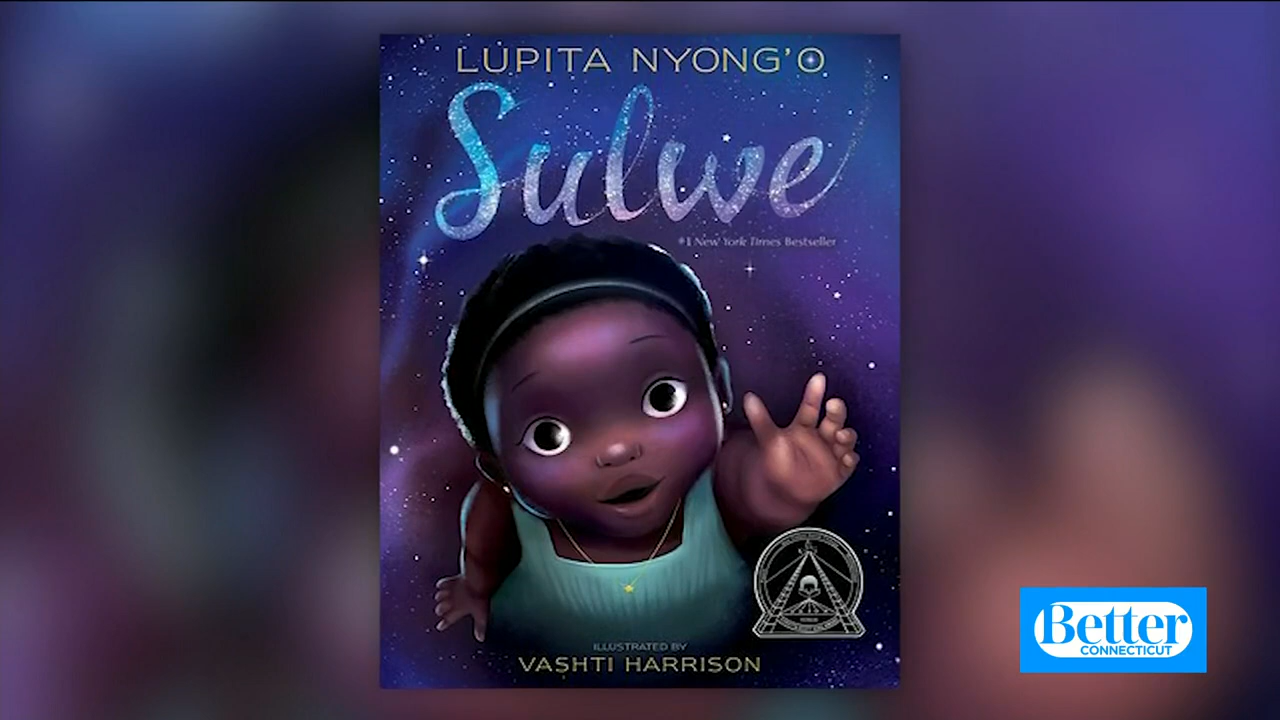 LUPITA NYONG'O
Sulwe
#1 New York Times Bestseller
ILLUSTRATED BY
VASHTI HARRISON
Better
CONNECTICUT